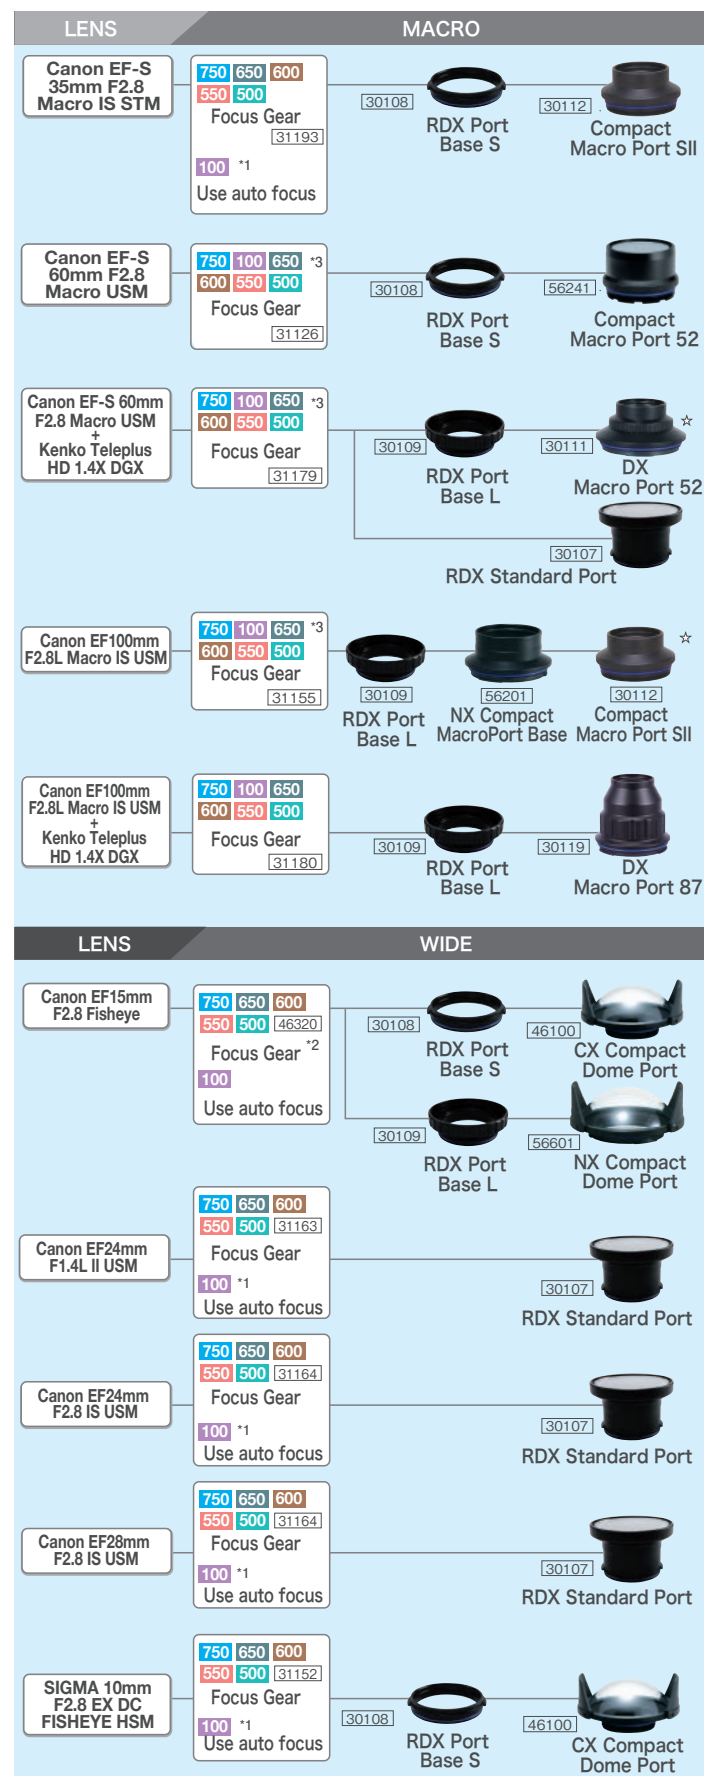 LENS
MACRO
Canon EF-S
35mm F2.8
Macro IS STM
750 650 600
550 500
Focus Gear
31193
100 *1
Use auto focus
30108
RDX Port
Base S
30112
Compact
Macro Port SII
Canon EF-S
60mm F2.8
Macro USM
750 100 650 *3
600 550 500
Focus Gear
31126
30108
RDX Port
Base S
56241
Compact
Macro Port 52
Canon EF-S 60mm
F2.8 Macro USM
+
Kenko Teleplus
HD 1.4X DGX
750 100 650 *3
600 550 500
Focus Gear
31179
30109
RDX Port
Base L
30111
☆
DX
Macro Port 52
30107
RDX Standard Port
Canon EF100mm
F2.8L Macro IS USM
750 100 650 *3
600 550 500
Focus Gear
31155
30109
RDX Port
Base L
56201
NX Compact
MacroPort Base
☆
30112
Compact
Macro Port SII
Canon EF100mm
F2.8L Macro IS USM
+
Kenko Teleplus
HD 1.4X DGX
750 100 650
600 550 500
Focus Gear
31180
30109
RDX Port
Base L
30119
DX
Macro Port 87
LENS
WIDE
Canon EF15mm
F2.8 Fisheye
750 650 600
550 500 46320
Focus Gear *2
100
Use auto focus
30108
RDX Port
Base S
46100
CX Compact
Dome Port
30109
RDX Port
Base L
56601
NX Compact
Dome Port
Canon EF24mm
F1.4L II USM
750 650 600
550 500 31163
Focus Gear
100 *1
Use auto focus
30107
RDX Standard Port
Canon EF24mm
F2.8 IS USM
750 650 600
550 500 31164
Focus Gear
100 *1
Use auto focus
30107
RDX Standard Port
Canon EF28mm
F2.8 IS USM
750 650 600
550 500 31164
Focus Gear
100 *1
Use auto focus
30107
RDX Standard Port
SIGMA 10mm
F2.8 EX DC
FISHEYE HSM
750 650 600
550 500 31152
Focus Gear
100 *1
Use auto focus
30108
RDX Port
Base S
46100
CX Compact
Dome Port